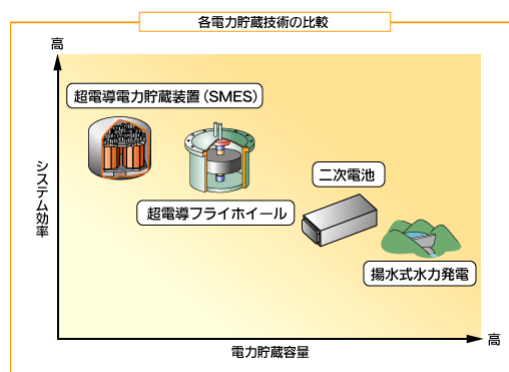 各電力貯蔵技術の比較
高
超電導電力貯蔵装置(SMES)
二次電池
超電導フライホイール
揚水式水力発電
システム効率
高
電力貯蔵容量